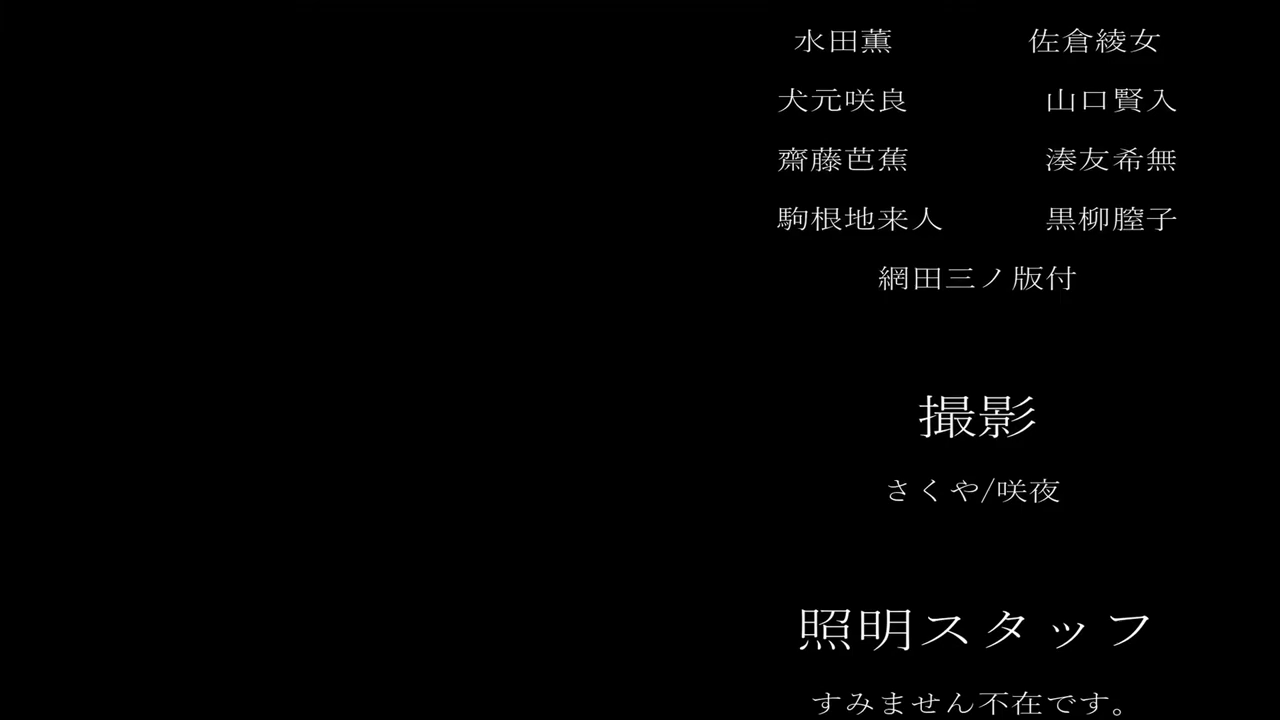 水田薫 佐倉綾女
犬元咲良 山口賢入
齋藤芭蕉 湊友希無
駒根地来人 黒柳膣子
網田三ノ版付
撮影
さくや/咲夜
照明スタッフ
すみません不在です。